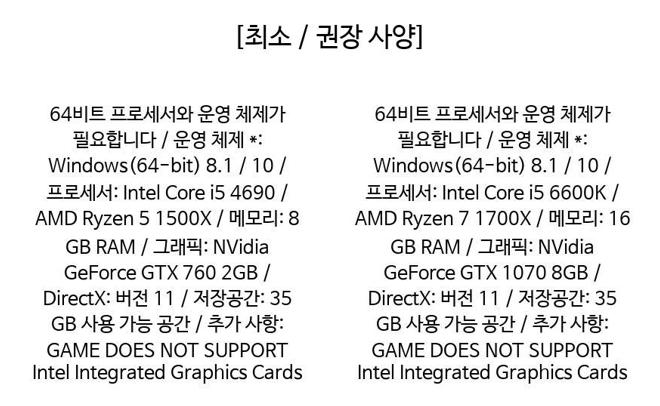 [최소 / 권장 사양]
64비트 프로세서와 운영 체제가
필요합니다 / 운영 체제 *:
Windows(64-bit) 8.1 / 10 /
프로세서: Intel Core i5 4690 /
AMD Ryzen 5 1500X / 메모리: 8
GB RAM / 그래픽: NVidia
GeForce GTX 760 2GB /
DirectX: 버전 11 / 저장공간: 35
GB 사용 가능 공간 / 추가 사항:
GAME DOES NOT SUPPORT
Intel Integrated Graphics Cards
64비트 프로세서와 운영 체제가
필요합니다 / 운영 체제 *:
Windows(64-bit) 8.1 / 10 /
프로세서: Intel Core i5 6600K /
AMD Ryzen 7 1700X / 메모리: 16
GB RAM / 그래픽: NVidia
GeForce GTX 1070 8GB /
DirectX: 버전 11 / 저장공간: 35
GB 사용 가능 공간 / 추가 사항:
GAME DOES NOT SUPPORT
Intel Integrated Graphics Cards